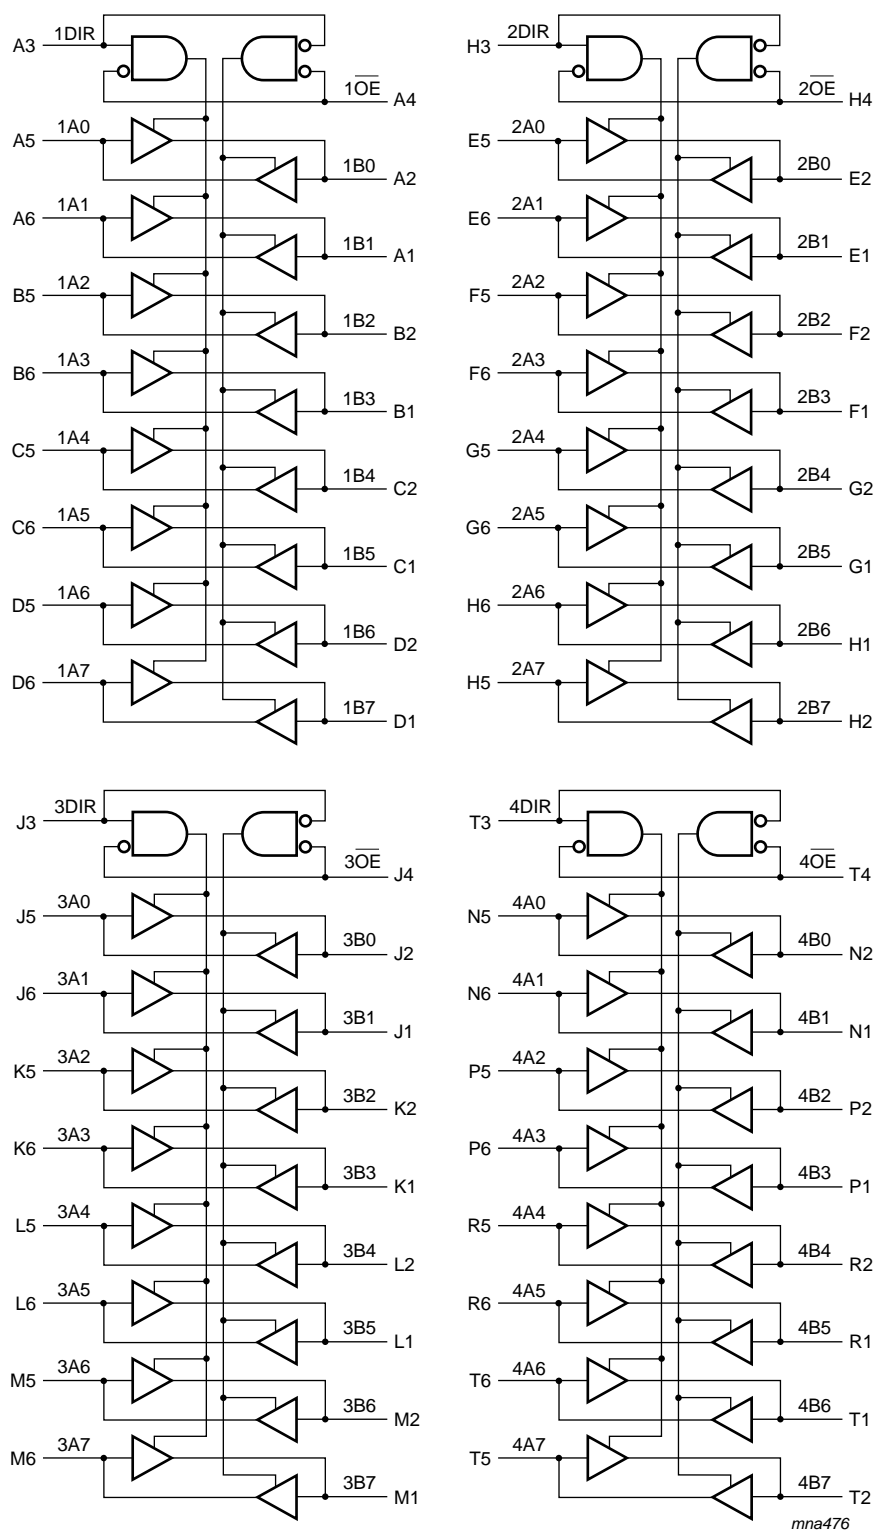 A3 1DIR
1O̅E̅ A4
A5 1A0
1B0 A2
A6 1A1
1B1 A1
B5 1A2
1B2 B2
B6 1A3
1B3 B1
C5 1A4
1B4 C2
C6 1A5
1B5 C1
D5 1A6
1B6 D2
D6 1A7
1B7 D1
H3 2DIR
2O̅E̅ H4
E5 2A0
2B0 E2
E6 2A1
2B1 E1
F5 2A2
2B2 F2
F6 2A3
2B3 F1
G5 2A4
2B4 G2
G6 2A5
2B5 G1
H6 2A6
2B6 H1
H5 2A7
2B7 H2
J3 3DIR
3O̅E̅ J4
J5 3A0
3B0 J2
J6 3A1
3B1 J1
K5 3A2
3B2 K2
K6 3A3
3B3 K1
L5 3A4
3B4 L2
L6 3A5
3B5 L1
M5 3A6
3B6 M2
M6 3A7
3B7 M1
T3 4DIR
4O̅E̅ T4
N5 4A0
4B0 N2
N6 4A1
4B1 N1
P5 4A2
4B2 P2
P6 4A3
4B3 P1
R5 4A4
4B4 R2
R6 4A5
4B5 R1
T6 4A6
4B6 T1
T5 4A7
4B7 T2
mna476